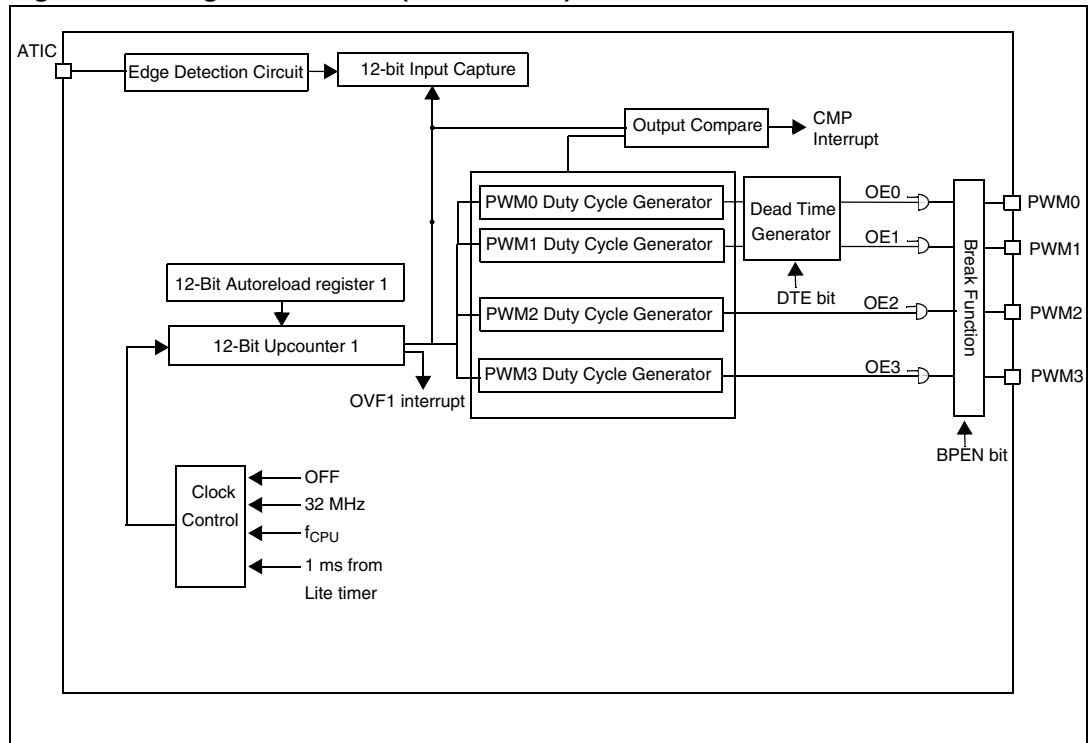 ATIC
Edge Detection Circuit
12-bit Input Capture
Output Compare
CMP
Interrupt
PWM0 Duty Cycle Generator
PWM1 Duty Cycle Generator
PWM2 Duty Cycle Generator
PWM3 Duty Cycle Generator
Dead Time
Generator
DTE bit
OE0
OE1
OE2
OE3
Break Function
BPEN bit
PWM0
PWM1
PWM2
PWM3
12-Bit Autoreload register 1
12-Bit Upcounter 1
OVF1 interrupt
Clock
Control
OFF
32 MHz
fCPU
1 ms from
Lite timer